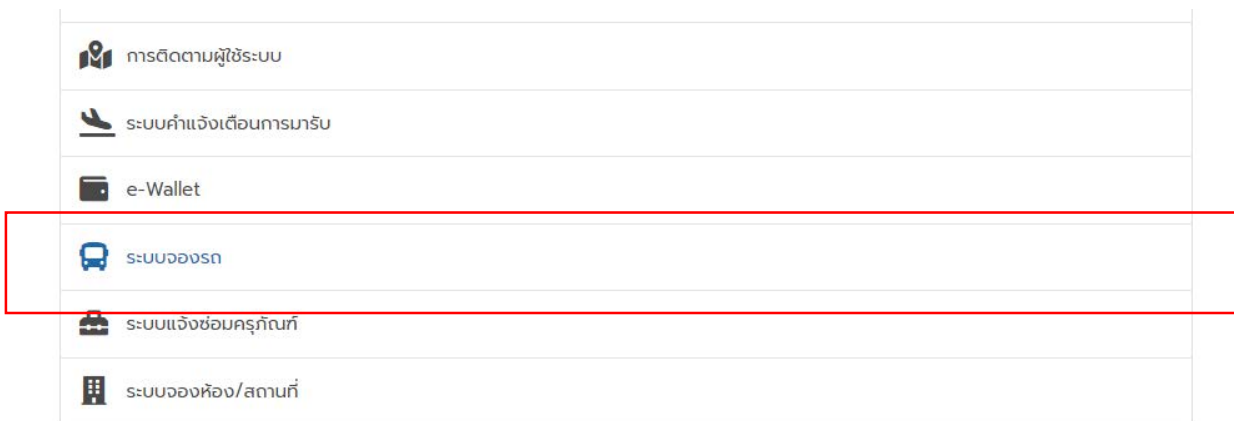 การติดตามผู้ใช้ระบบ
ระบบคำแจ้งเตือนการมารับ
e-Wallet
ระบบจองรถ
ระบบแจ้งซ่อมครุภัณฑ์
ระบบจองห้อง/สถานที่